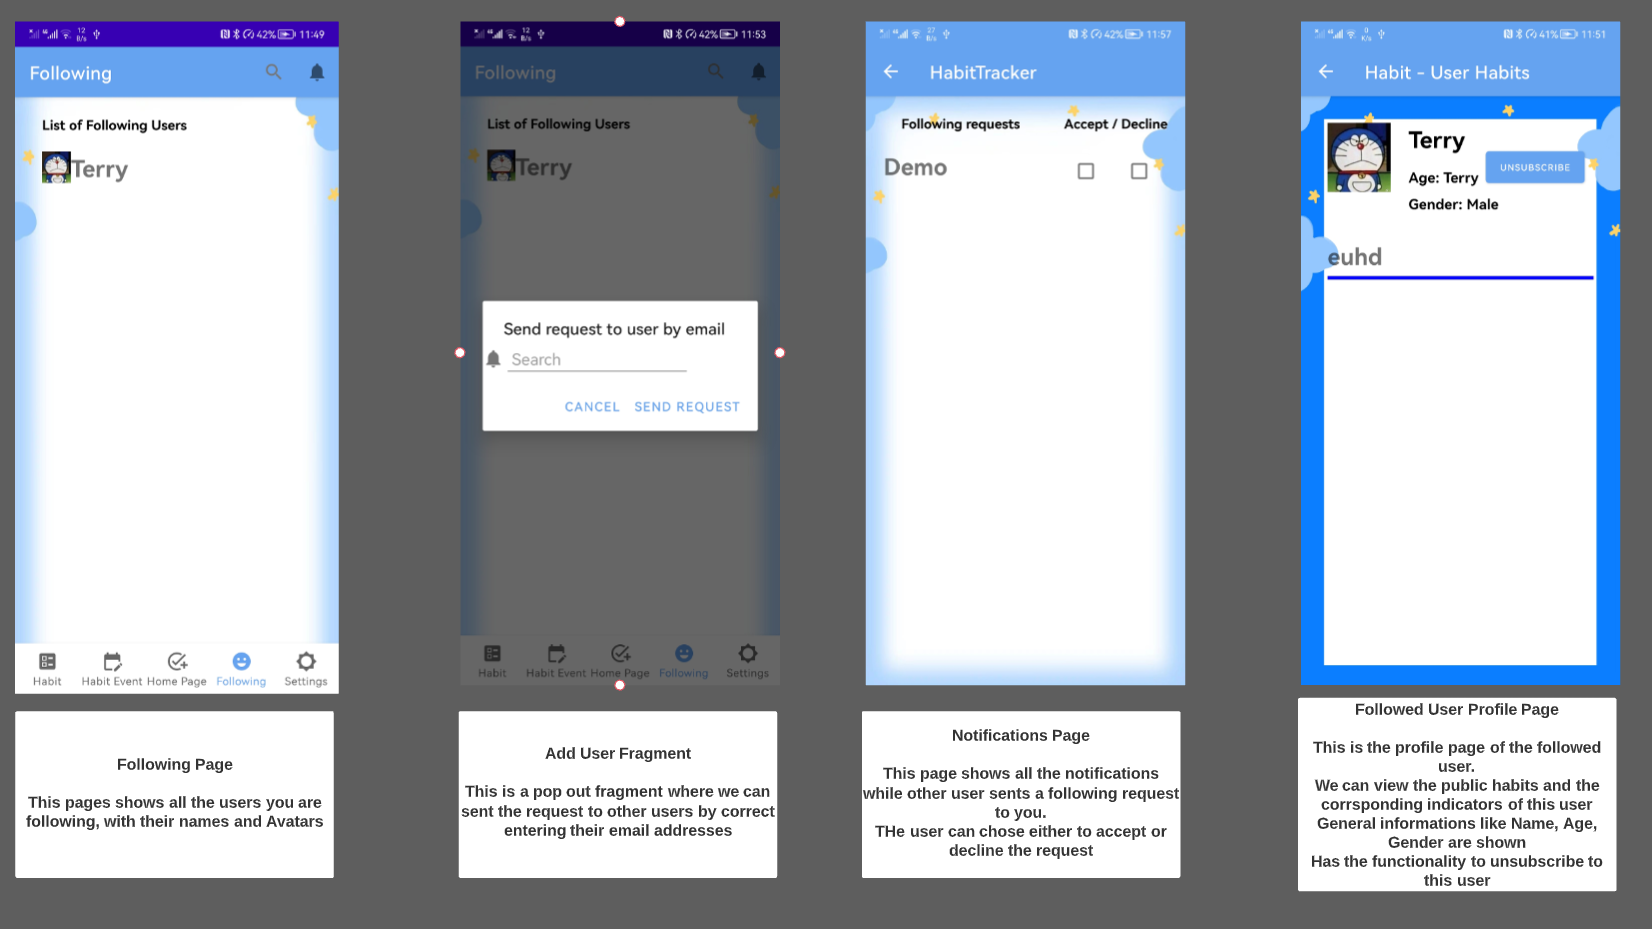 12
B/s
42%
11:49
Following
List of Following Users
Terry
Habit
Habit Event
Home Page
Following
Settings
Following Page
This pages shows all the users you are
following, with their names and Avatars
12
B/s
42%
11:53
Following
List of Following Users
Terry
Send request to user by email
Search
CANCEL
SEND REQUEST
Habit
Habit Event
Home Page
Following
Settings
Add User Fragment
This is a pop out fragment where we can
sent the request to other users by correct
entering their email addresses
27
B/s
42%
11:57
HabitTracker
Following requests
Accept / Decline
Demo
Notifications Page
This page shows all the notifications
while other user sents a following request
to you.
THe user can chose either to accept or
decline the request
0
K/s
41%
11:51
Habit - User Habits
Terry
UNSUBSCRIBE
Age: Terry
Gender: Male
euhd
Followed User Profile Page
This is the profile page of the followed
user.
We can view the public habits and the
corrsponding indicators of this user
General informations like Name, Age,
Gender are shown
Has the functionality to unsubscribe to
this user